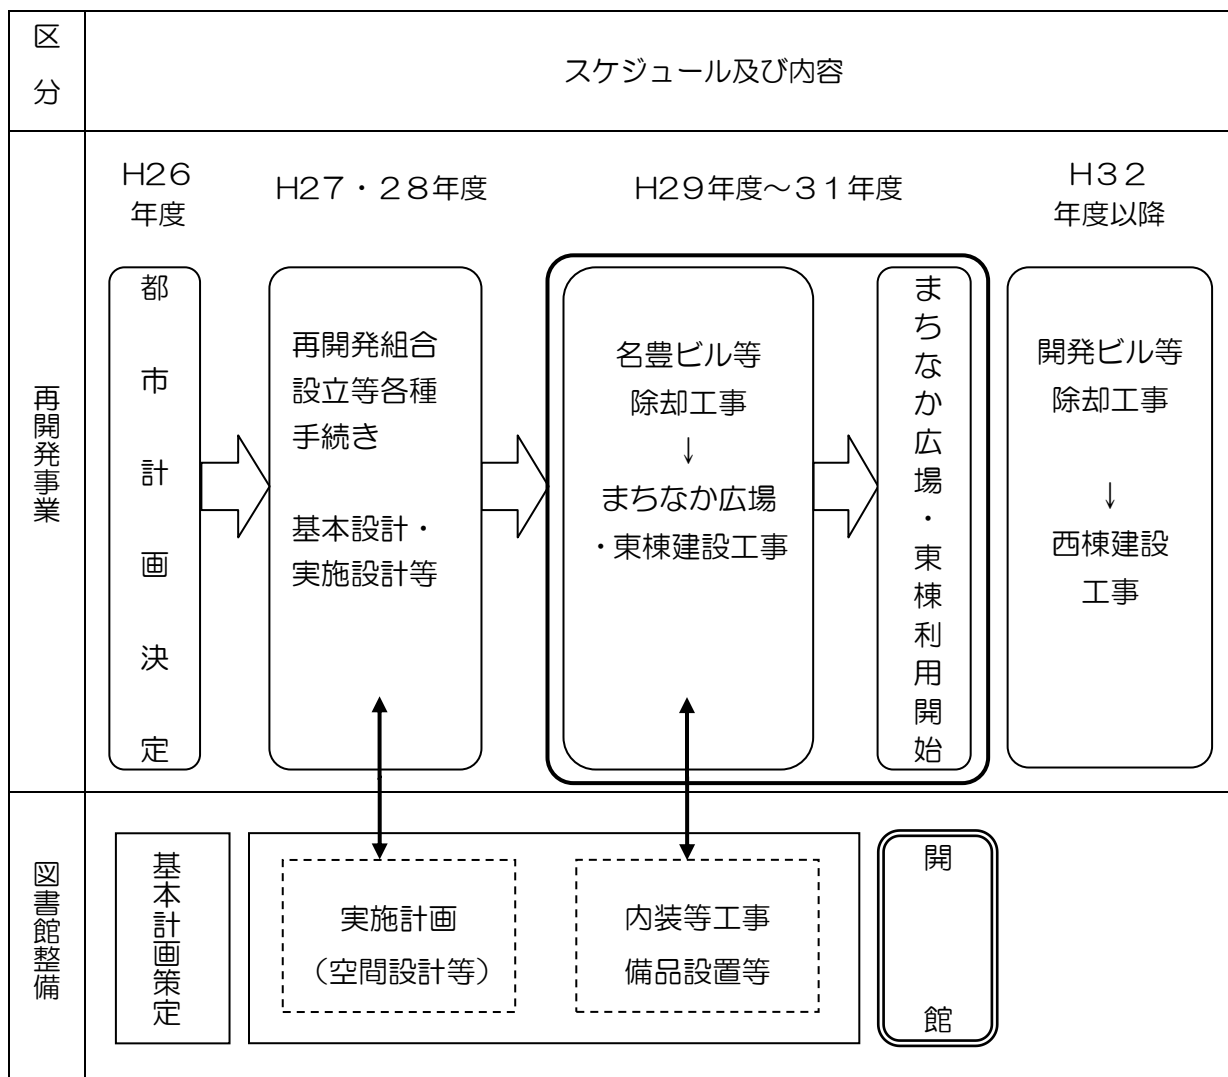 区分
スケジュール及び内容
再開発事業
H26
年度
H27・28年度
H29年度～31年度
H32
年度以降
都市計画決定
再開発組合
設立等各種
手続き
基本設計・
実施設計等
名豊ビル等
除却工事
↓
まちなか広場
・東棟建設工事
まちなか広場・東棟利用開始
開発ビル等
除却工事
↓
西棟建設
工事
図書館整備
基本計画策定
実施計画
（空間設計等）
内装等工事
備品設置等
開館